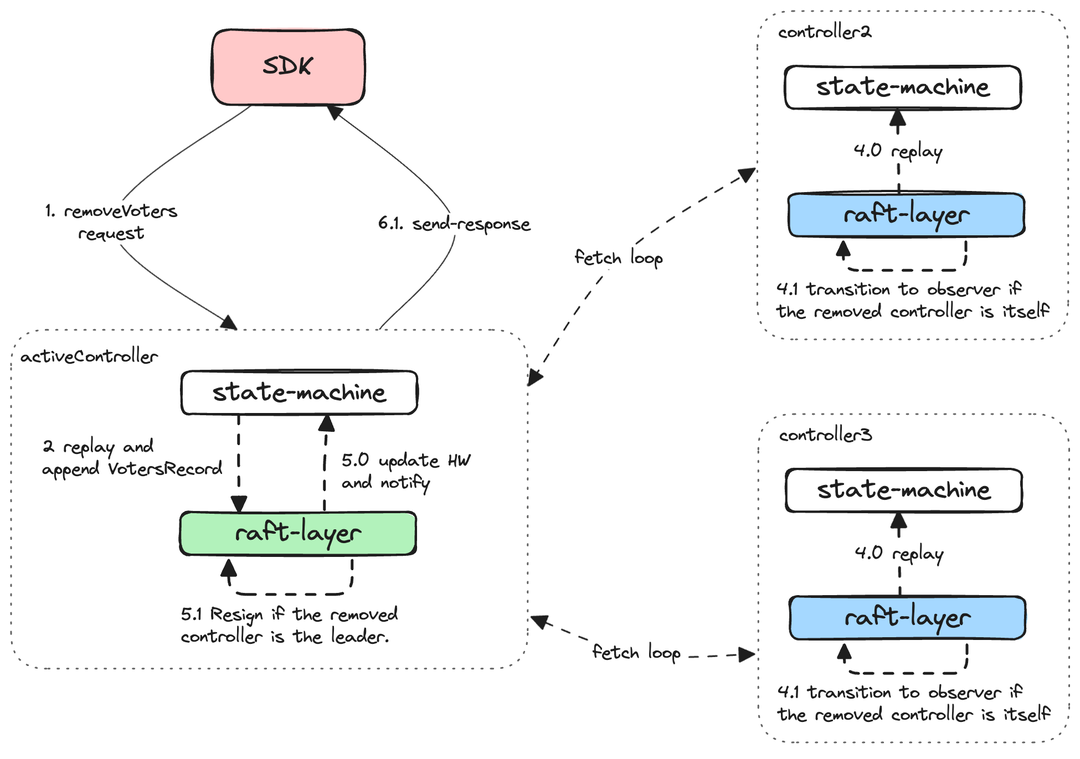 SDK
1. removeVoters
request
6.1. send-response
activeController
state-machine
2 replay and
append VotersRecord
5.0 update HW
and notify
raft-layer
5.1 Resign if the removed
controller is the leader.
fetch loop
fetch loop
controller2
state-machine
4.0 replay
raft-layer
4.1 transition to observer if
the removed controller is itself
controller3
state-machine
4.0 replay
raft-layer
4.1 transition to observer if
the removed controller is itself